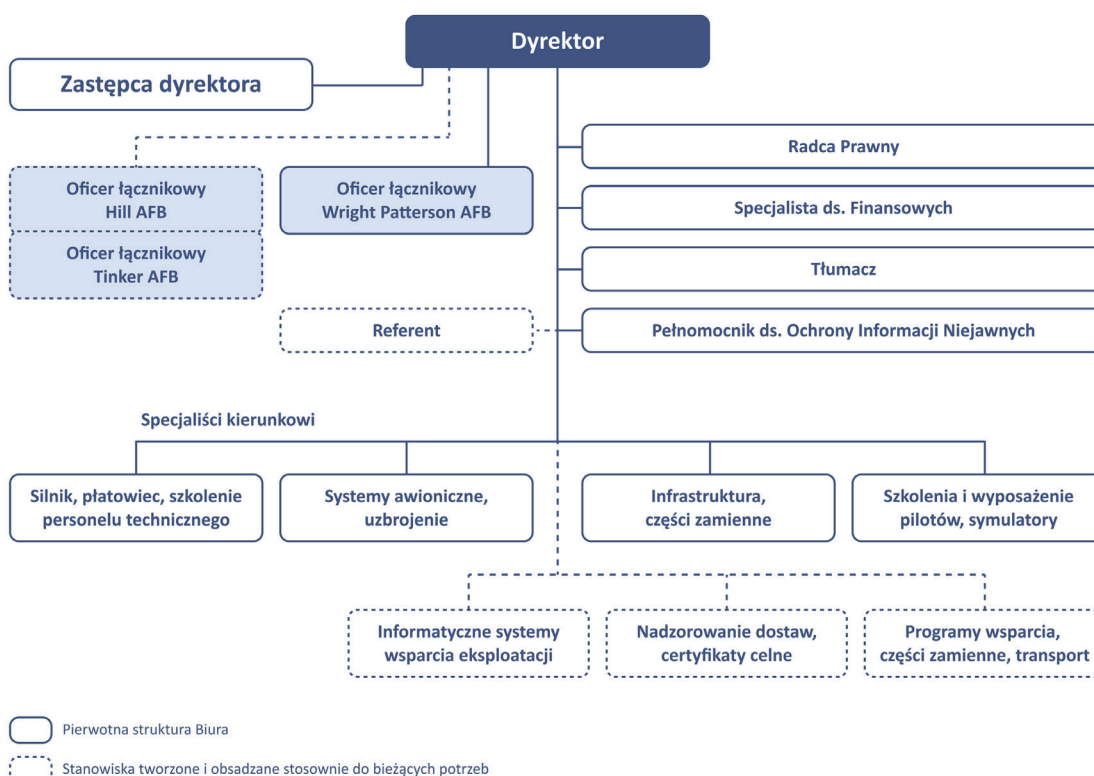 Dyrektor
Zastępca dyrektora
Oficer łącznikowy
Hill AFB
Oficer łącznikowy
Tinker AFB
Oficer łącznikowy
Wright Patterson AFB
Radca Prawny
Specjalista ds. Finansowych
Tłumacz
Referent
Pełnomocnik ds. Ochrony Informacji Niejawnych
Specjaliści kierunkowi
Silnik, płatowiec, szkolenie
personelu technicznego
Systemy awioniczne,
uzbrojenie
Infrastruktura,
części zamienne
Szkolenia i wyposażenie
pilotów, symulatory
Informatyczne systemy
wsparcia eksploatacji
Nadzorowanie dostaw,
certyfikaty celne
Programy wsparcia,
części zamienne, transport
Pierwotna struktura Biura
Stanowiska tworzone i obsadzane stosownie do bieżących potrzeb